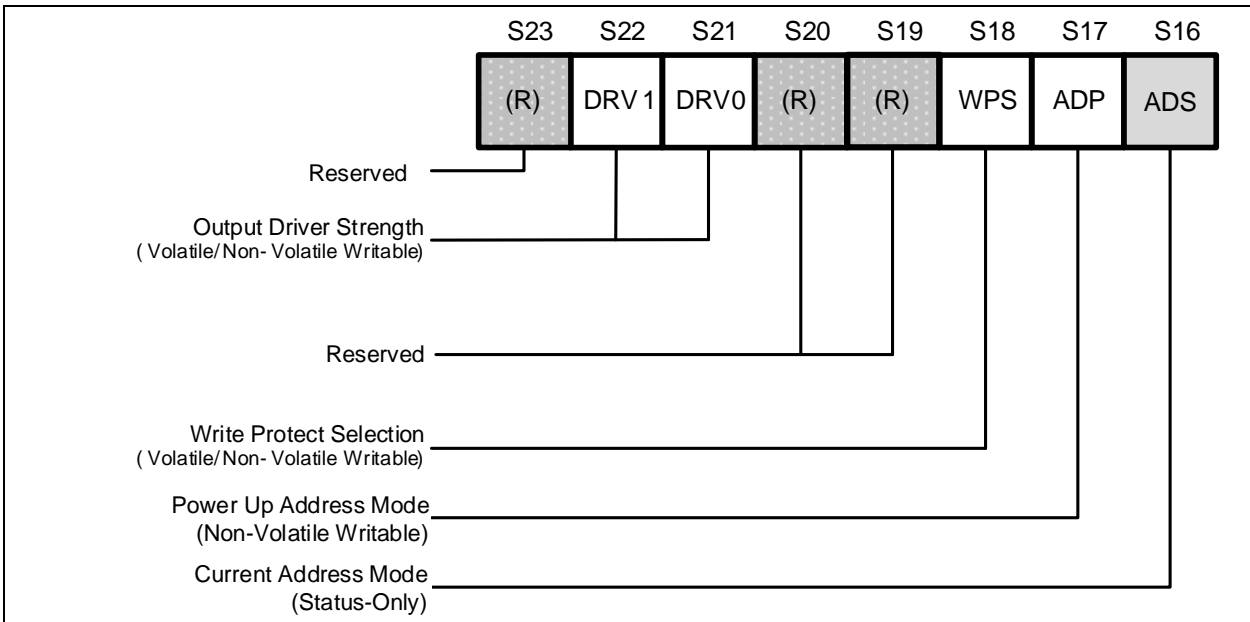 S23 S22 S21 S20 S19 S18 S17 S16
(R) DRV1 DRV0 (R) (R) WPS ADP ADS
Reserved
Output Driver Strength
( Volatile/Non- Volatile Writable)
Reserved
Write Protect Selection
( Volatile/Non- Volatile Writable)
Power Up Address Mode
(Non-Volatile Writable)
Current Address Mode
(Status-Only)